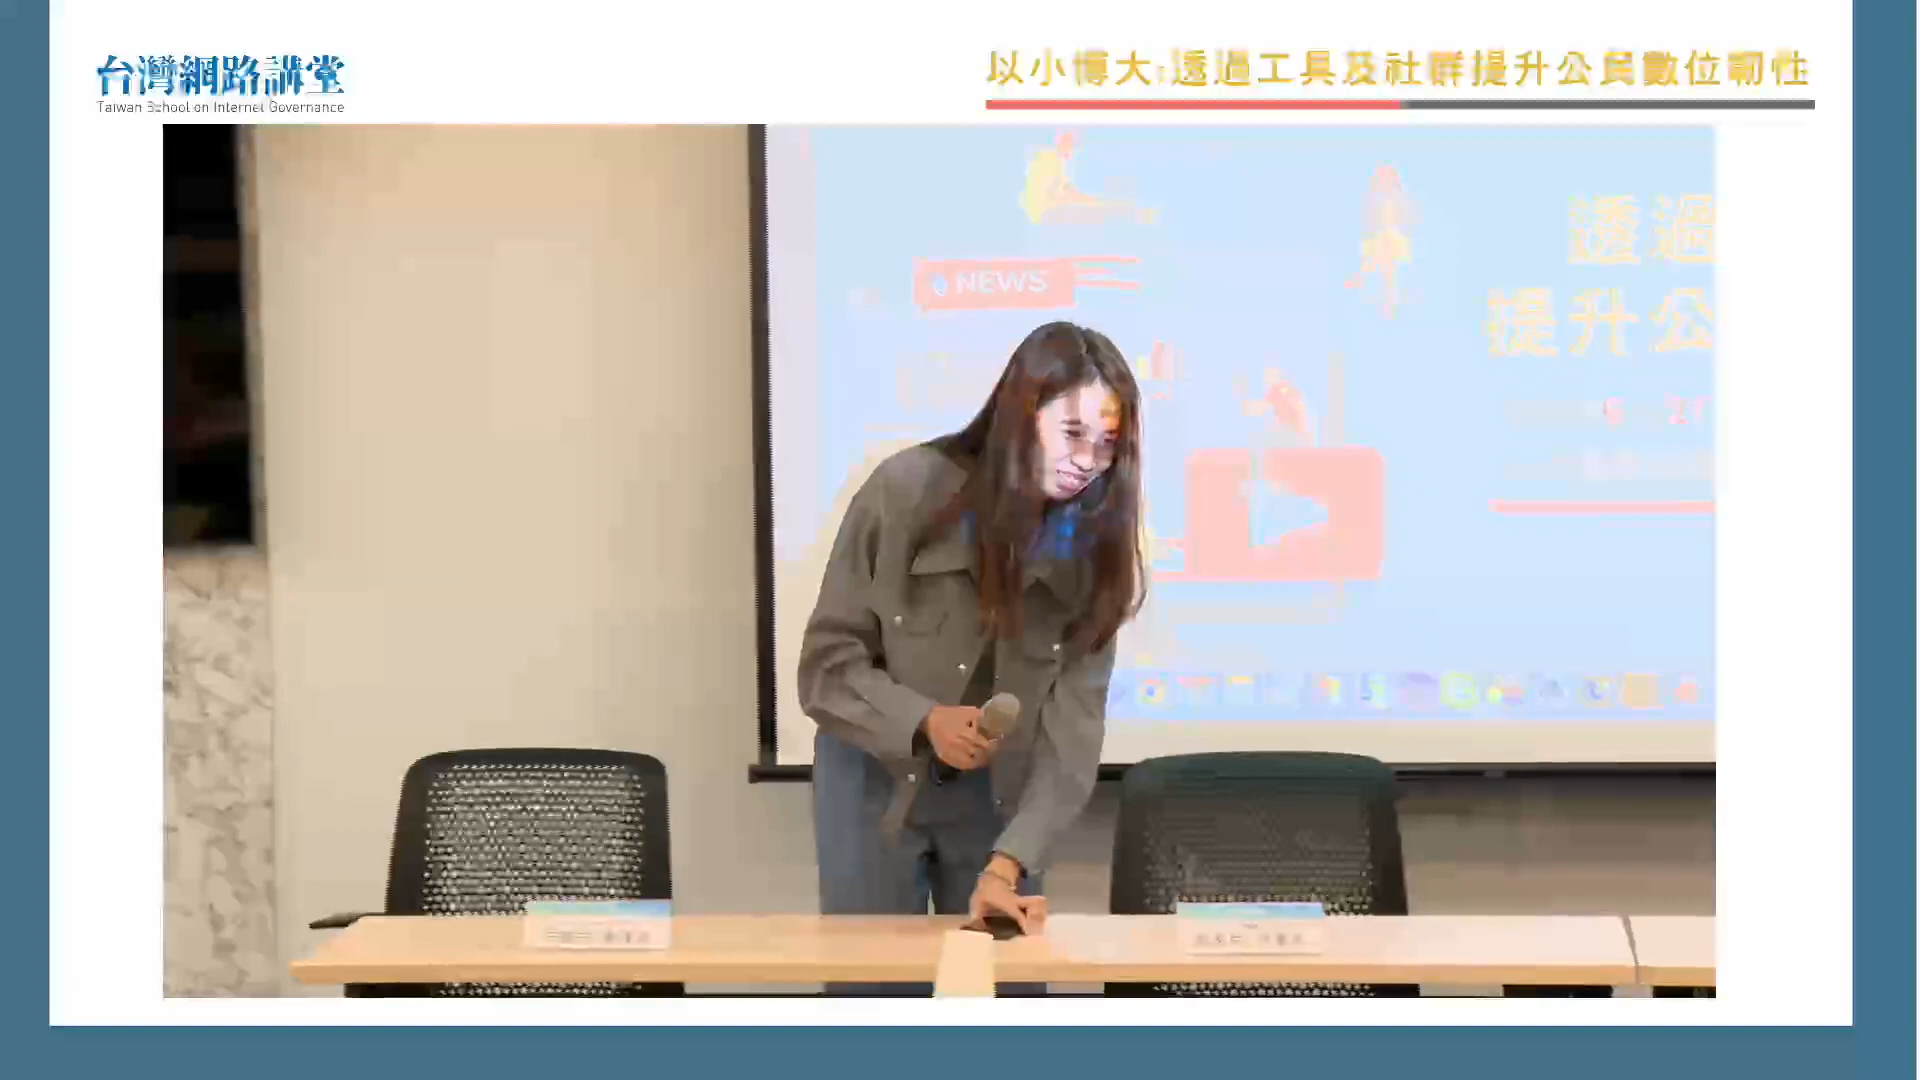 台灣網路講堂
Taiwan School on Internet Governance
以小博大:透過工具及社群提升公民數位韌性
NEWS
透過
提升公